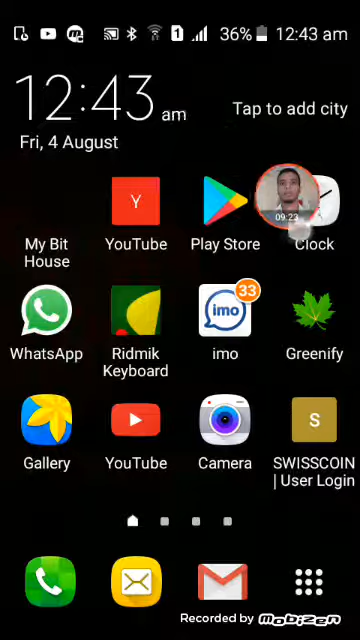 1
36%
12:43 am
12:43 am
Tap to add city
Fri, 4 August
Y
09:23
My Bit
House
YouTube
Play Store
Clock
imo
33
WhatsApp
Ridmik
Keyboard
imo
Greenify
S
Gallery
YouTube
Camera
SWISSCOIN
| User Login
Recorded by Mobizen